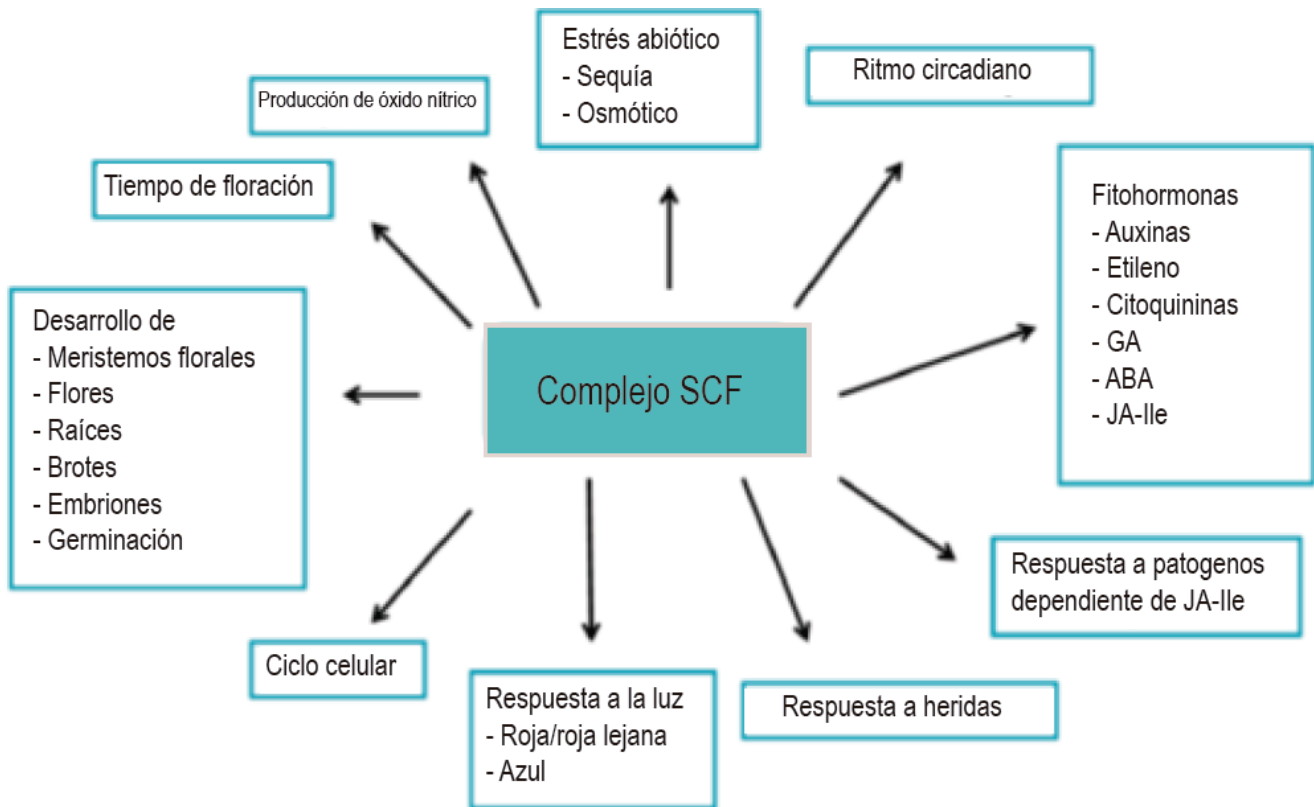 Estrés abiótico
- Sequía
- Osmótico
Ritmo circadiano
Producción de óxido nítrico
Tiempo de floración
Fitohormonas
- Auxinas
- Etileno
- Citoquininas
- GA
- ABA
- JA-Ile
Desarrollo de
- Meristemos florales
- Flores
- Raíces
- Brotes
- Embriones
- Germinación
Complejo SCF
Respuesta a patogenos
dependiente de JA-Ile
Ciclo celular
Respuesta a la luz
- Roja/roja lejana
- Azul
Respuesta a heridas